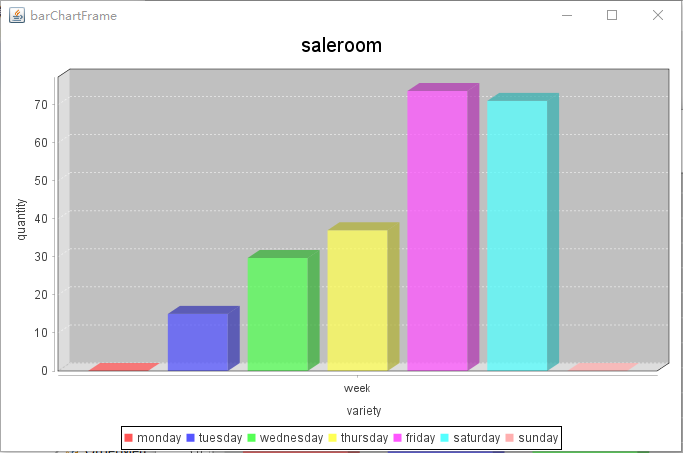 barChartFrame
saleroom
70
60
50
40
30
20
10
0
quantity
week
variety
monday tuesday wednesday thursday friday saturday sunday